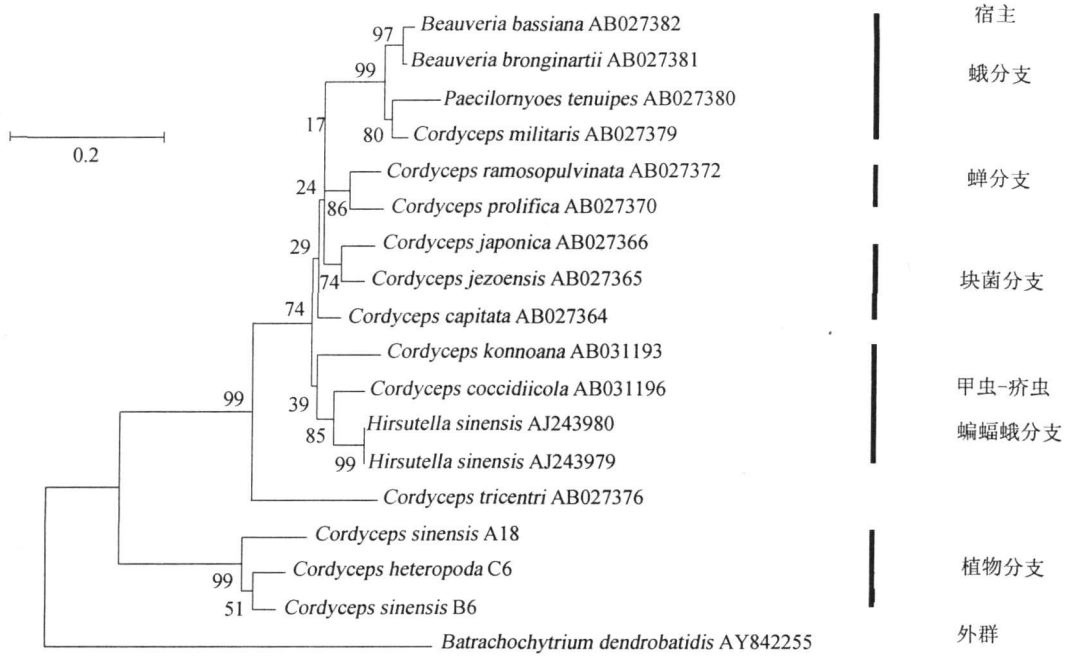 宿主
Beauveria bassiana AB027382
97
Beauveria bronginartii AB027381
蛾分支
99
Paecilornyoes tenuipes AB027380
17
80
Cordyceps militaris AB027379
0.2
Cordyceps ramosopulvinata AB027372
蝉分支
24
86
Cordyceps prolifica AB027370
29
Cordyceps japonica AB027366
74
Cordyceps jezoensis AB027365
块菌分支
74
Cordyceps capitata AB027364
Cordyceps konnoana AB031193
99
39
Cordyceps coccidiicola AB031196
甲虫-疥虫
85
Hirsutella sinensis AJ243980
蝙蝠蛾分支
99
Hirsutella sinensis AJ243979
Cordyceps tricentri AB027376
Cordyceps sinensis A18
99
Cordyceps heteropoda C6
植物分支
51
Cordyceps sinensis B6
外群
Batrachochytrium dendrobatidis AY842255